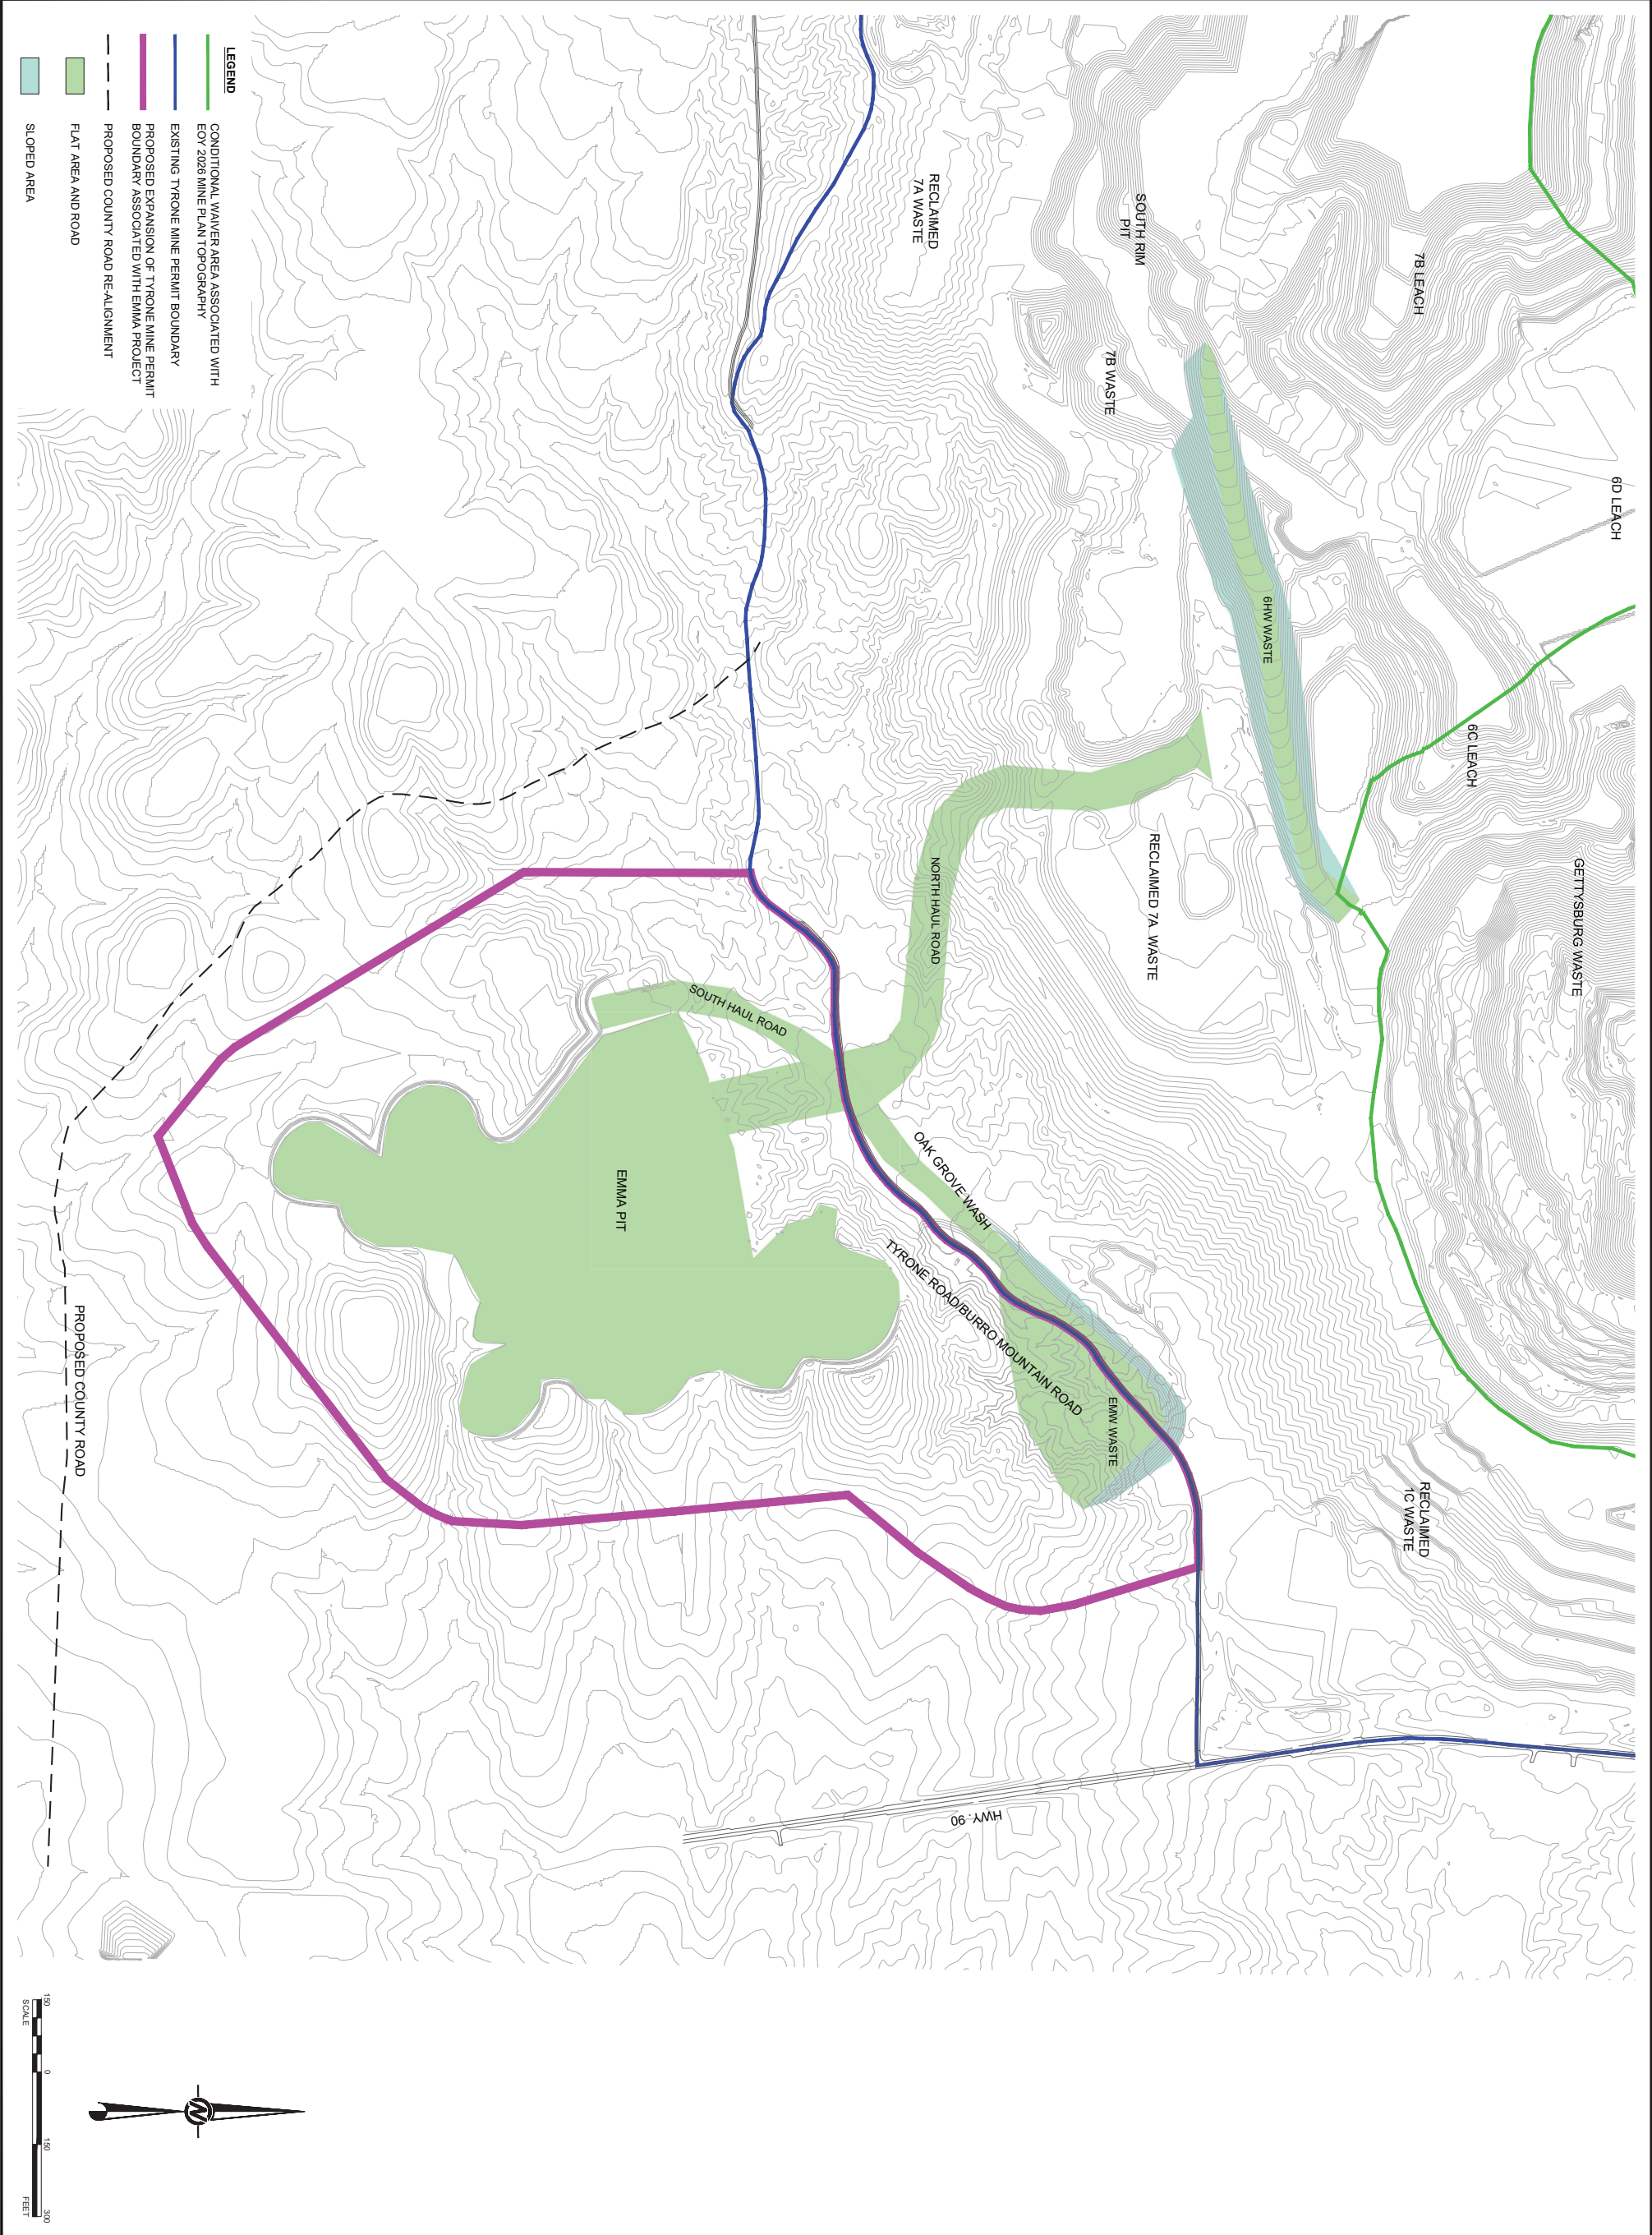 6D LEACH
GETTYSBURG WASTE
6C LEACH
7B LEACH
RECLAIMED
1C WASTE
6HW WASTE
SOUTH RIM
PIT
7B WASTE
RECLAIMED 7A WASTE
RECLAIMED
7A WASTE
NORTH HAUL ROAD
OAK GROVE WASH
EMW WASTE
TYRONE ROAD/BURRO MOUNTAIN ROAD
HWY. 90
SOUTH HAUL ROAD
EMMA PIT
PROPOSED COUNTY ROAD
LEGEND
CONDITIONAL WAIVER AREA ASSOCIATED WITH
EOY 2026 MINE PLAN TOPOGRAPHY
EXISTING TYRONE MINE PERMIT BOUNDARY
PROPOSED EXPANSION OF TYRONE MINE PERMIT
BOUNDARY ASSOCIATED WITH EMMA PROJECT
PROPOSED COUNTY ROAD RE-ALIGNMENT
FLAT AREA AND ROAD
SLOPED AREA
N
150 0 150 300
SCALE FEET